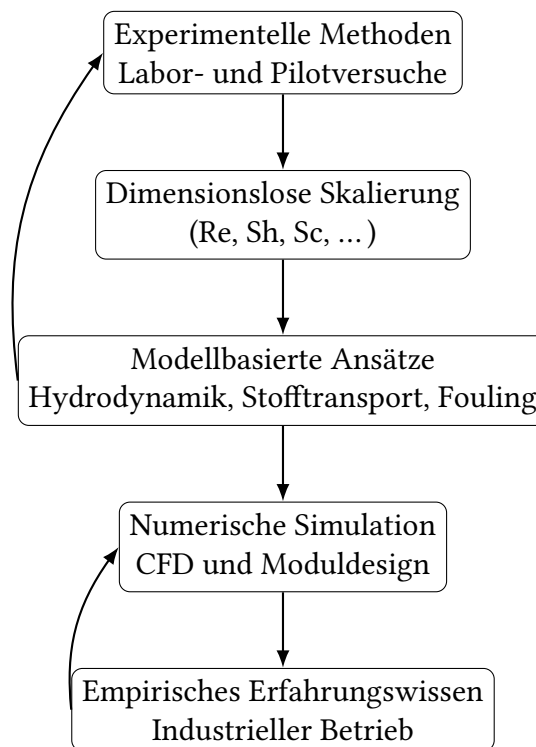 Experimentelle Methoden
Labor- und Pilotversuche
Dimensionslose Skalierung
(Re, Sh, Sc, … )
Modellbasierte Ansätze
Hydrodynamik, Stofftransport, Fouling
Numerische Simulation
CFD und Moduldesign
Empirisches Erfahrungswissen
Industrieller Betrieb